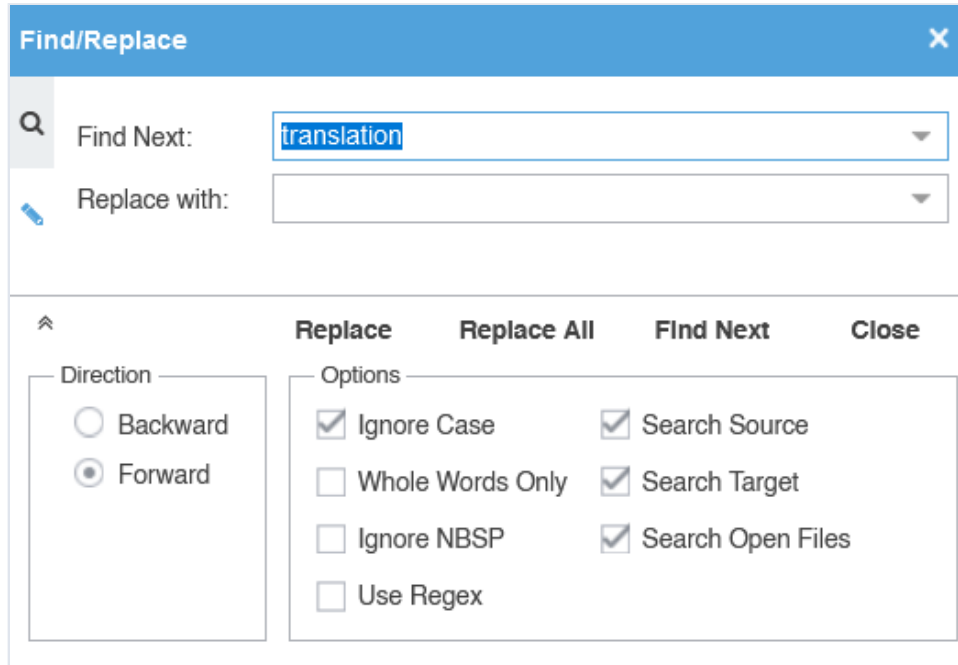 Find/Replace
Find Next: translation
Replace with:
Replace Replace All Find Next Close
Direction
Backward
Forward
Options
Ignore Case Search Source
Whole Words Only Search Target
Ignore NBSP Search Open Files
Use Regex